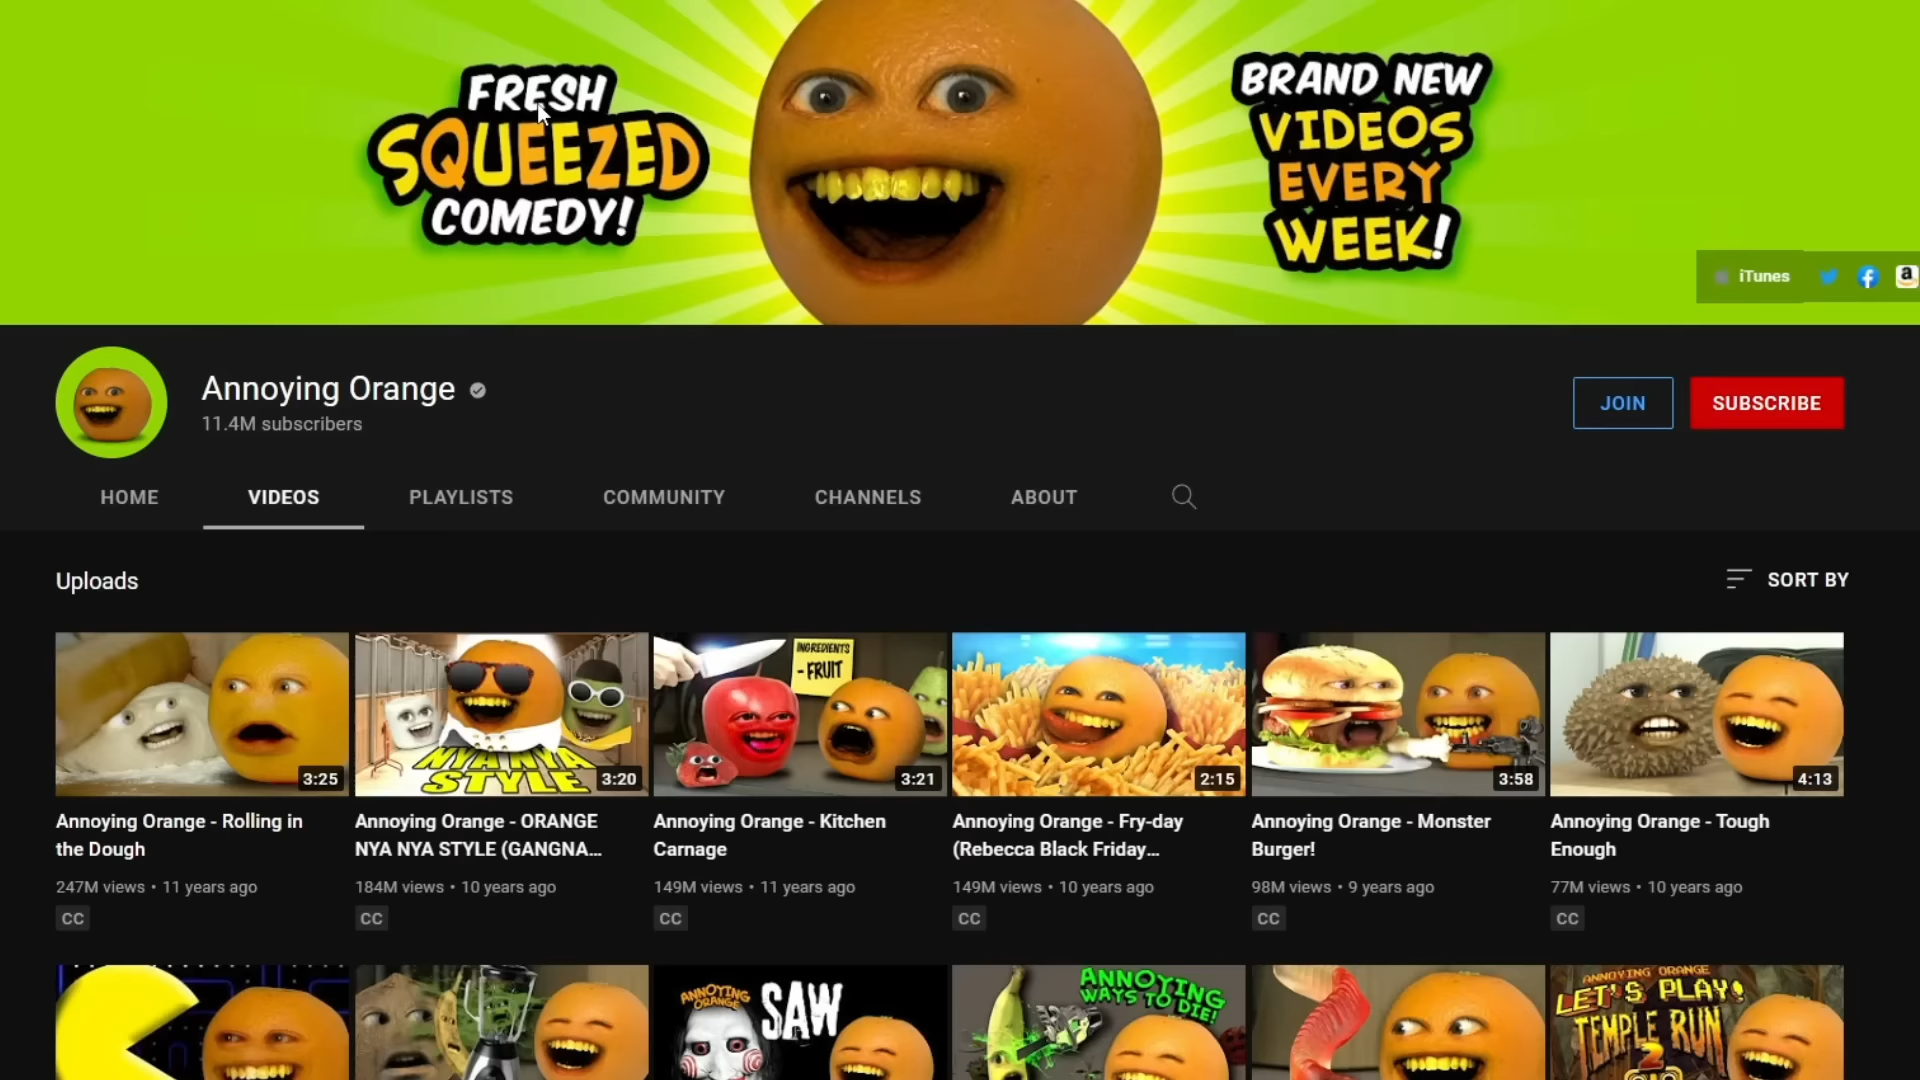 FRESH
SQUEEZED
COMEDY!
BRAND NEW
VIDEOS
EVERY
WEEK!
iTunes
Annoying Orange
11.4M subscribers
JOIN
SUBSCRIBE
HOME
VIDEOS
PLAYLISTS
COMMUNITY
CHANNELS
ABOUT
Uploads
SORT BY
3:25
NYA NYA
STYLE
3:20
INGREDIENTS
- FRUIT
3:21
2:15
3:58
4:13
Annoying Orange - Rolling in
the Dough
247M views • 11 years ago
CC
Annoying Orange - ORANGE
NYA NYA STYLE (GANGNA...
184M views • 10 years ago
CC
Annoying Orange - Kitchen
Carnage
149M views • 11 years ago
CC
Annoying Orange - Fry-day
(Rebecca Black Friday...
149M views • 10 years ago
CC
Annoying Orange - Monster
Burger!
98M views • 9 years ago
CC
Annoying Orange - Tough
Enough
77M views • 10 years ago
CC
ANNOYING
ORANGE
SAW
ANNOYING
WAYS TO DIE!
ANNOYING ORANGE
LET'S PLAY!
TEMPLE RUN
2